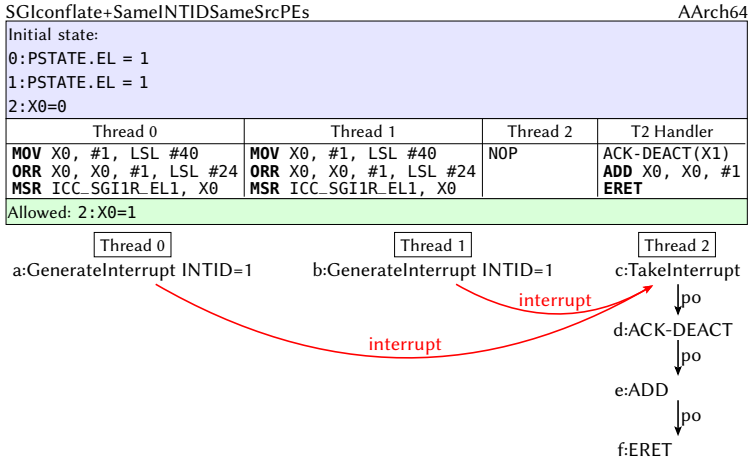 SGIconflate+SameINTIDSameSrcPEs AArch64
Initial state:
0:PSTATE.EL = 1
1:PSTATE.EL = 1
2:X0=0
Thread 0 Thread 1 Thread 2 T2 Handler
MOV X0, #1, LSL #40 MOV X0, #1, LSL #40 NOP ACK-DEACT(X1)
ORR X0, X0, #1, LSL #24 ORR X0, X0, #1, LSL #24 ADD X0, X0, #1
MSR ICC_SGI1R_EL1, X0 MSR ICC_SGI1R_EL1, X0 ERET
Allowed: 2:X0=1
Thread 0 Thread 1 Thread 2
a:GenerateInterrupt INTID=1 b:GenerateInterrupt INTID=1 c:TakeInterrupt
interrupt po
d:ACK-DEACT
interrupt po
e:ADD
po
f:ERET